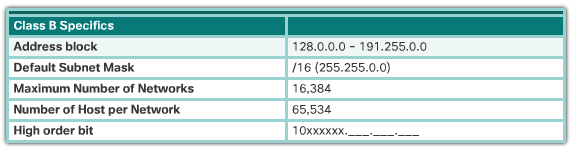 Class B Specifics
Address block 128.0.0.0 - 191.255.0.0
Default Subnet Mask /16 (255.255.0.0)
Maximum Number of Networks 16,384
Number of Host per Network 65,534
High order bit 10xxxxxx.___.___.___